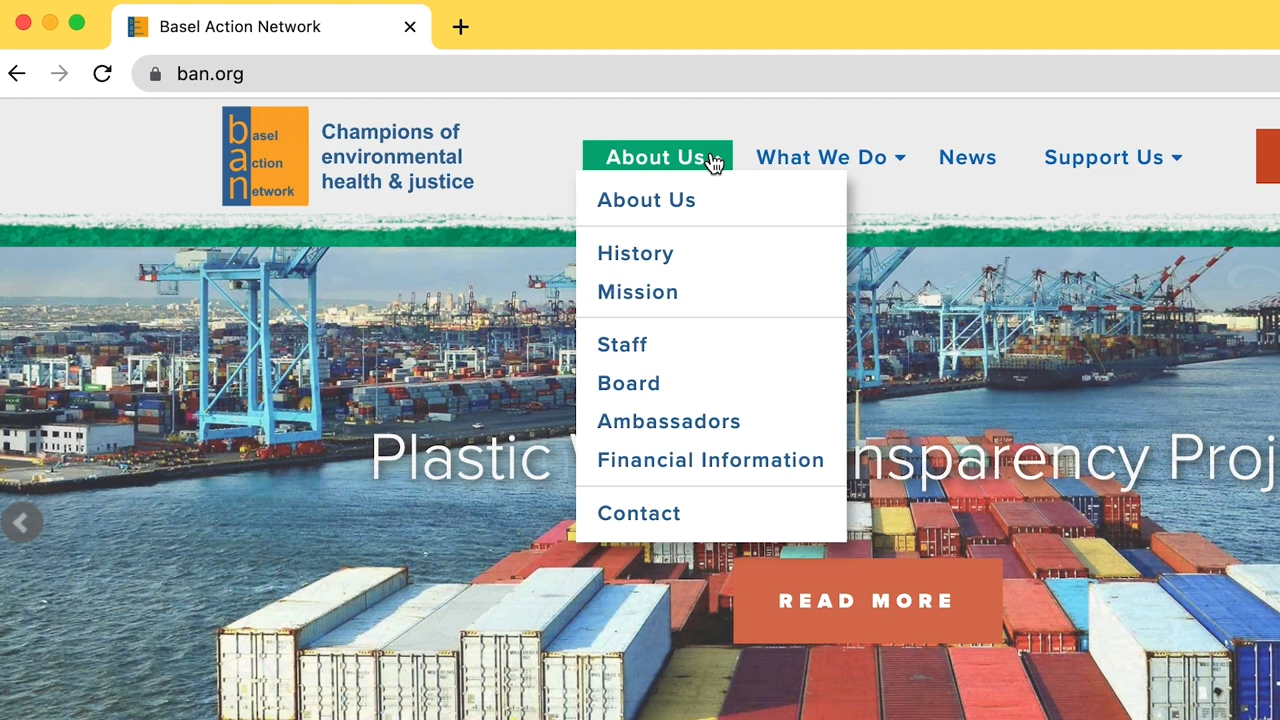 Basel Action Network
ban.org
basel
action
network
Champions of
environmental
health & justice
About Us
What We Do
News
Support Us
About Us
History
Mission
Staff
Board
Ambassadors
Financial Information
Contact
Plastic nsparency Proj
READ MORE